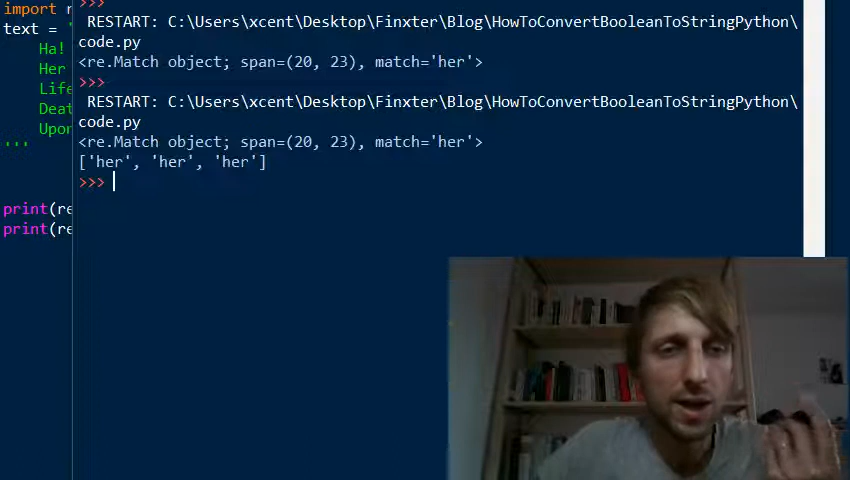 import r
text = '
Ha!
Her
Life
Deat
Upon
'''
print(re
print(re
>>>
RESTART: C:\Users\xcent\Desktop\Finxter\Blog\HowToConvertBooleanToStringPython\
code.py
<re.Match object; span=(20, 23), match='her'>
>>>
RESTART: C:\Users\xcent\Desktop\Finxter\Blog\HowToConvertBooleanToStringPython\
code.py
<re.Match object; span=(20, 23), match='her'>
['her', 'her', 'her']
>>>